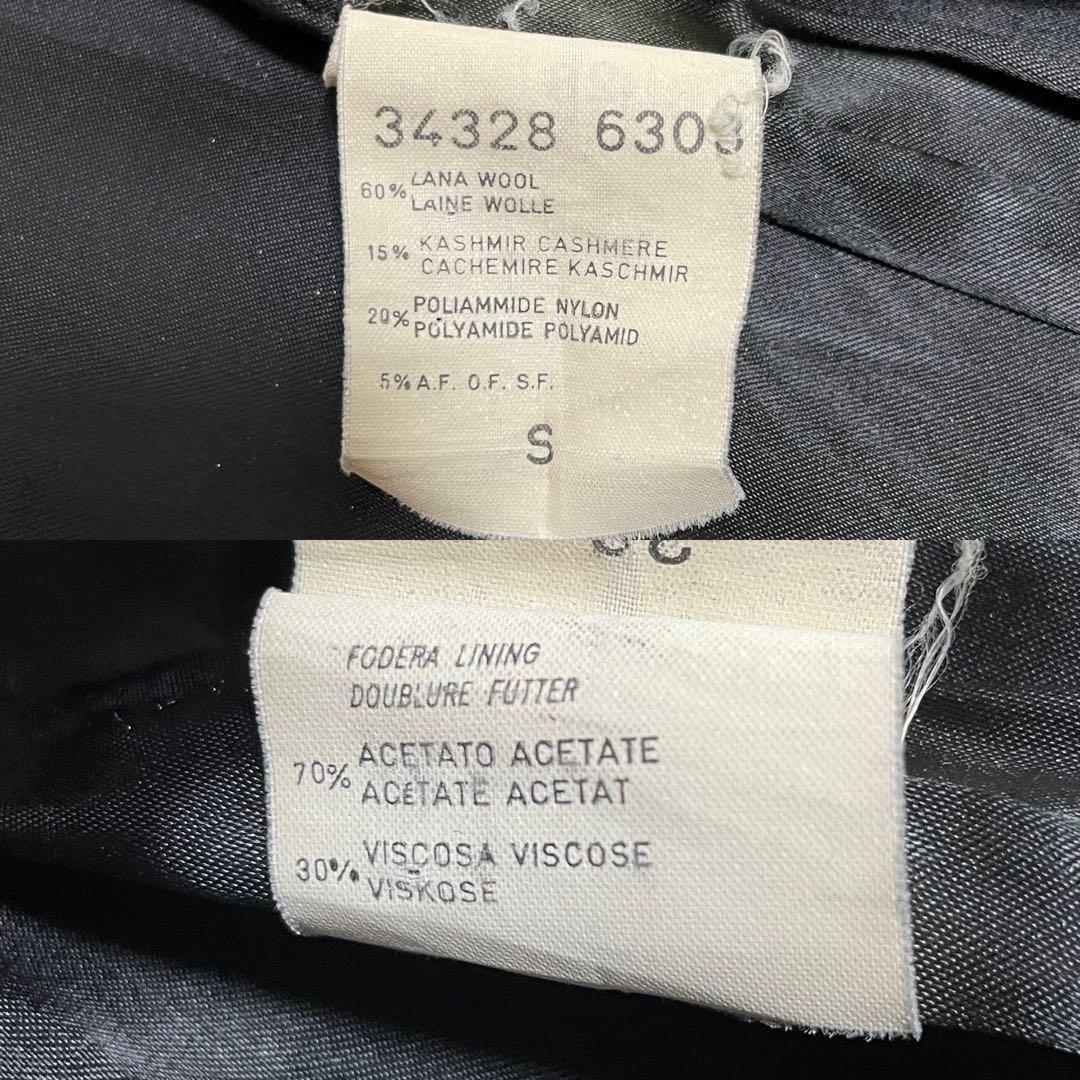 34328 6303
60% LANA WOOL
LAINE WOLLE
15% KASHMIR CASHMERE
CACHEMIRE KASCHMIR
20% POLIAMMIDE NYLON
POLYAMIDE POLYAMID
5% A.F. O.F. S.F.
S
FODERA LINING
DOUBLURE FUTTER
70% ACETATO ACETATE
ACÉTATE ACETAT
30% VISCOSA VISCOSE
VISKOSE